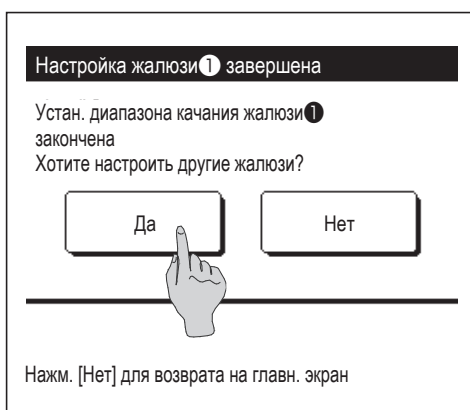 Настройка жалюзи❶ завершена
Устан. диапазона качания жалюзи❶
закончена
Хотите настроить другие жалюзи?
Да
Нет
Нажм. [Нет] для возврата на главн. экран